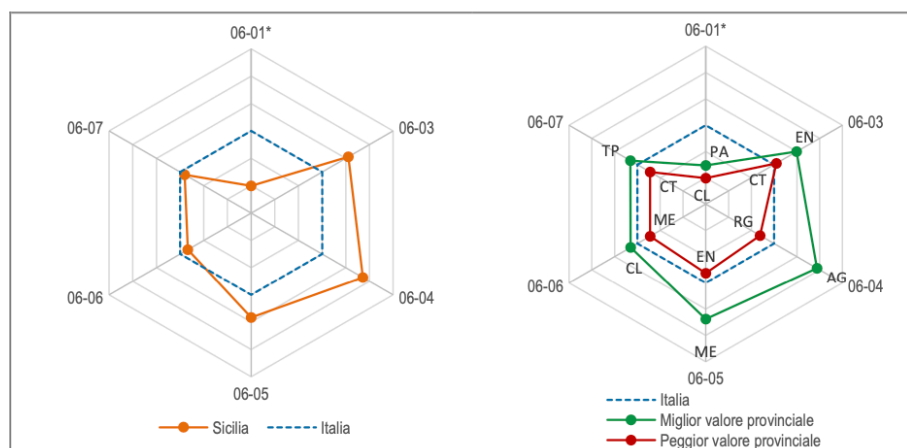 06-01*
06-03
06-04
06-05
06-06
06-07
Sicilia
Italia
06-01*
06-03
06-04
06-05
06-06
06-07
PA
EN
TP
CT
CT
CL
ME
RG
EN
CL
AG
ME
Italia
Miglior valore provinciale
Peggior valore provinciale